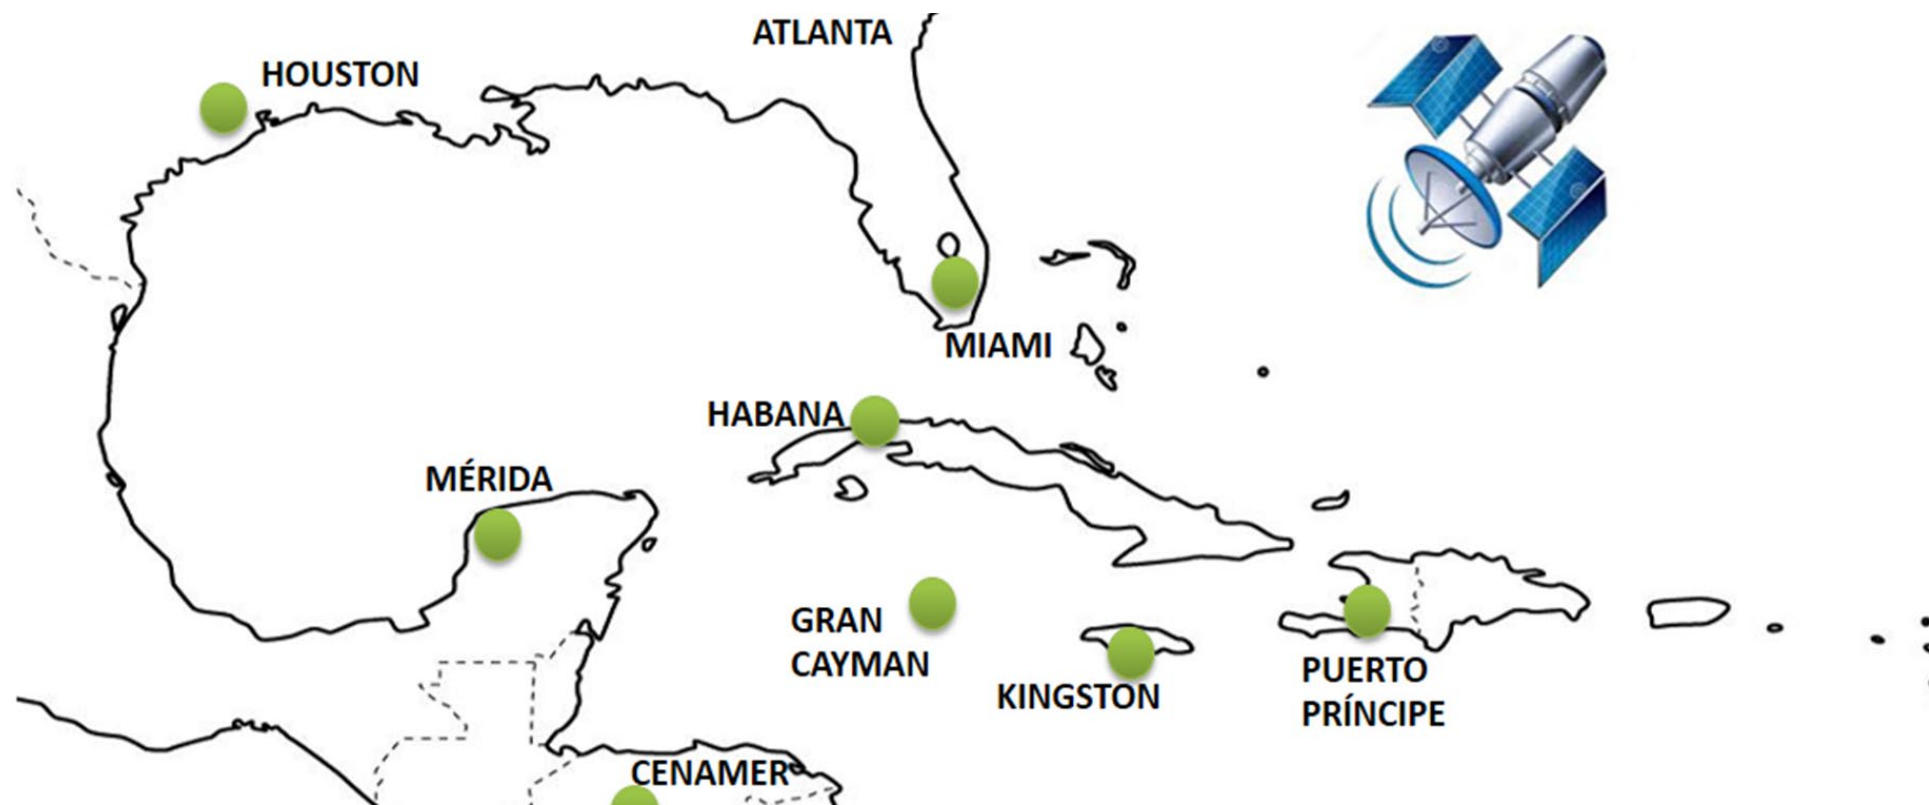 ATLANTA
HOUSTON
MIAMI
HABANA
MÉRIDA
GRAN
CAYMAN
KINGSTON
PUERTO
PRÍNCIPE
CENAMER